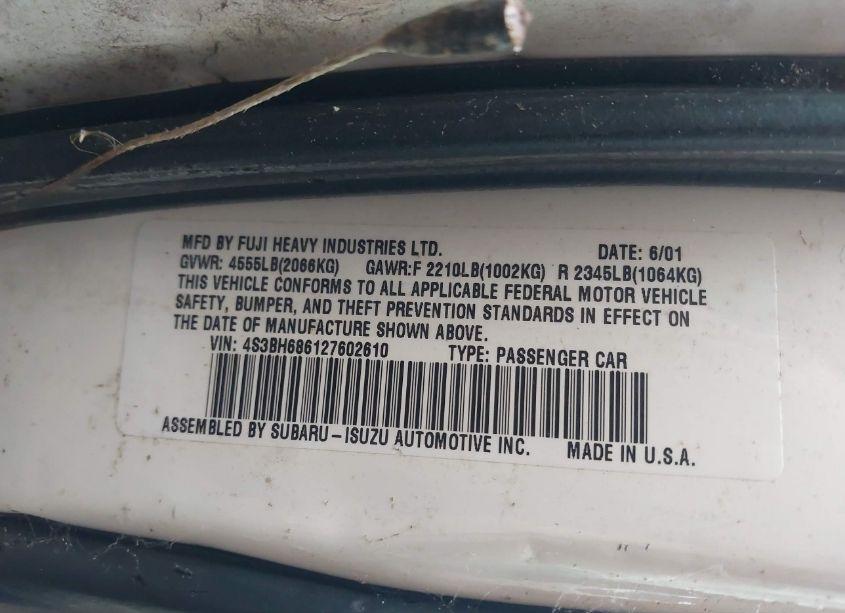 MFD BY FUJI HEAVY INDUSTRIES LTD. DATE: 6/01
GVWR: 4555LB(2066KG) GAWR:F 2210LB(1002KG) R 2345LB(1064KG)
THIS VEHICLE CONFORMS TO ALL APPLICABLE FEDERAL MOTOR VEHICLE
SAFETY, BUMPER, AND THEFT PREVENTION STANDARDS IN EFFECT ON
THE DATE OF MANUFACTURE SHOWN ABOVE.
VIN: 4S3BH686127602610 TYPE: PASSENGER CAR
ASSEMBLED BY SUBARU-ISUZU AUTOMOTIVE INC. MADE IN U.S.A.